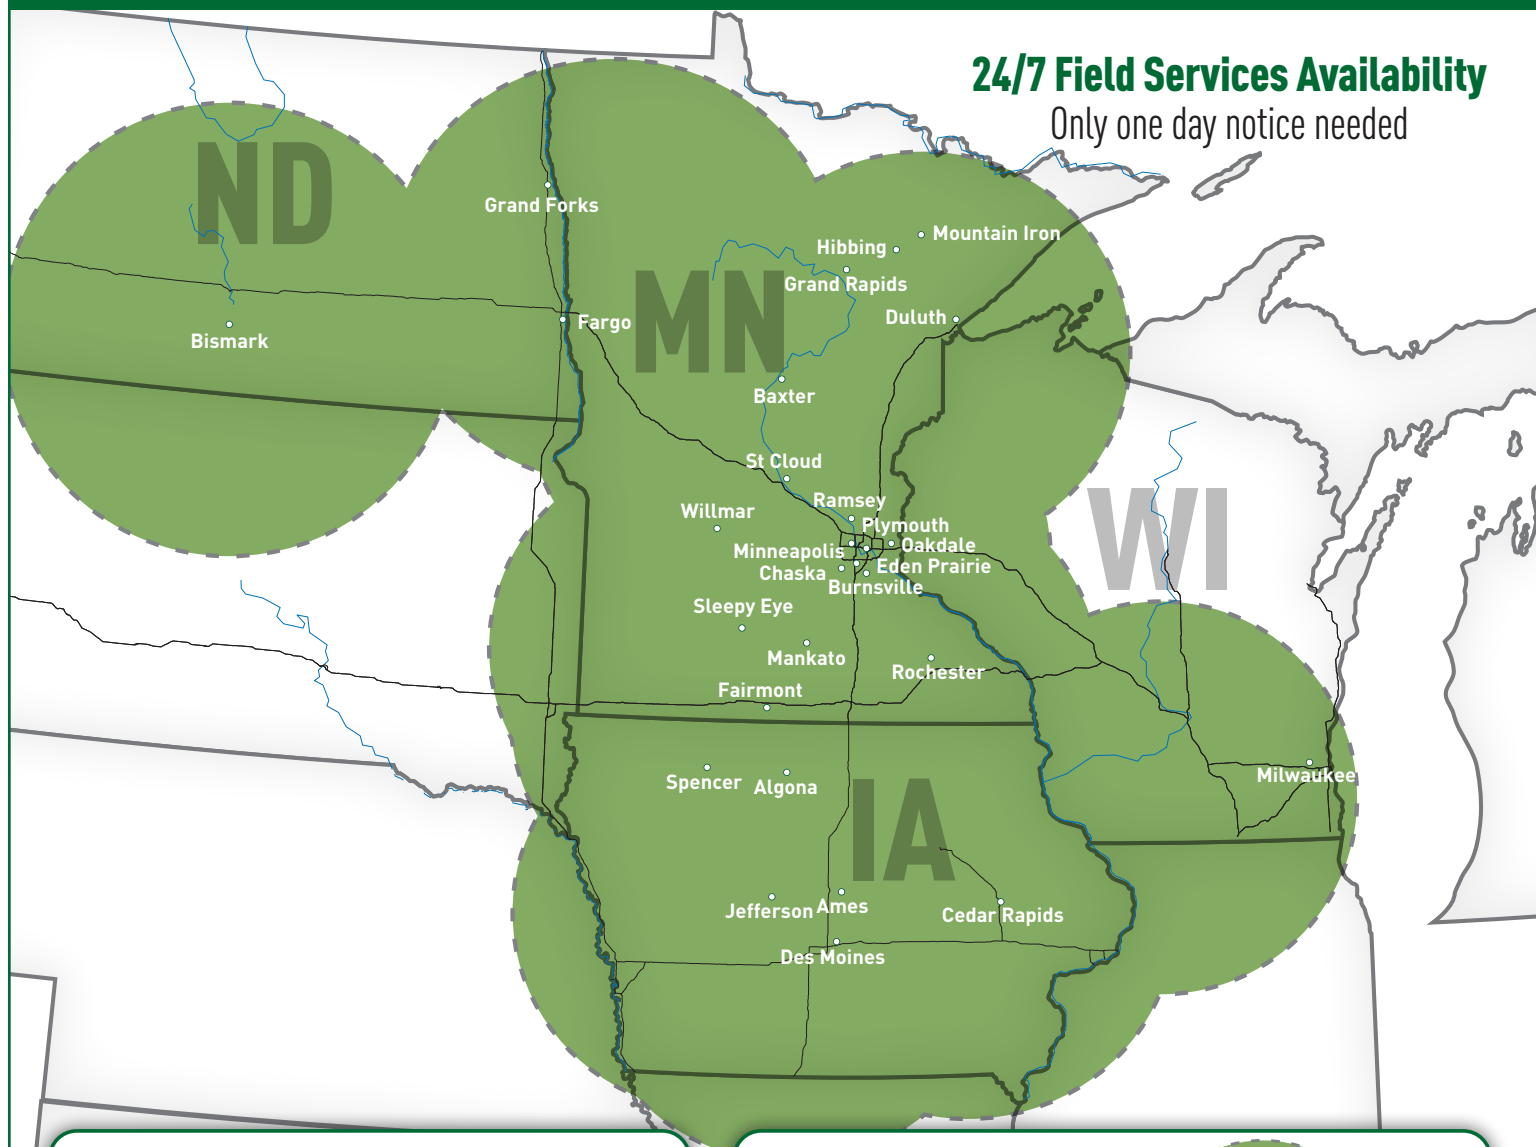 24/7 Field Services Availability
Only one day notice needed
ND
Grand Forks
Mountain Iron
Hibbing
Grand Rapids
MN
Duluth
Fargo
Bismark
Baxter
St Cloud
Ramsey
WI
Willmar
Plymouth
Oakdale
Minneapolis
Eden Prairie
Chaska
Burnsville
Sleepy Eye
Mankato
Rochester
Fairmont
Milwaukee
Spencer
Algona
IA
Jefferson
Ames
Cedar Rapids
Des Moines